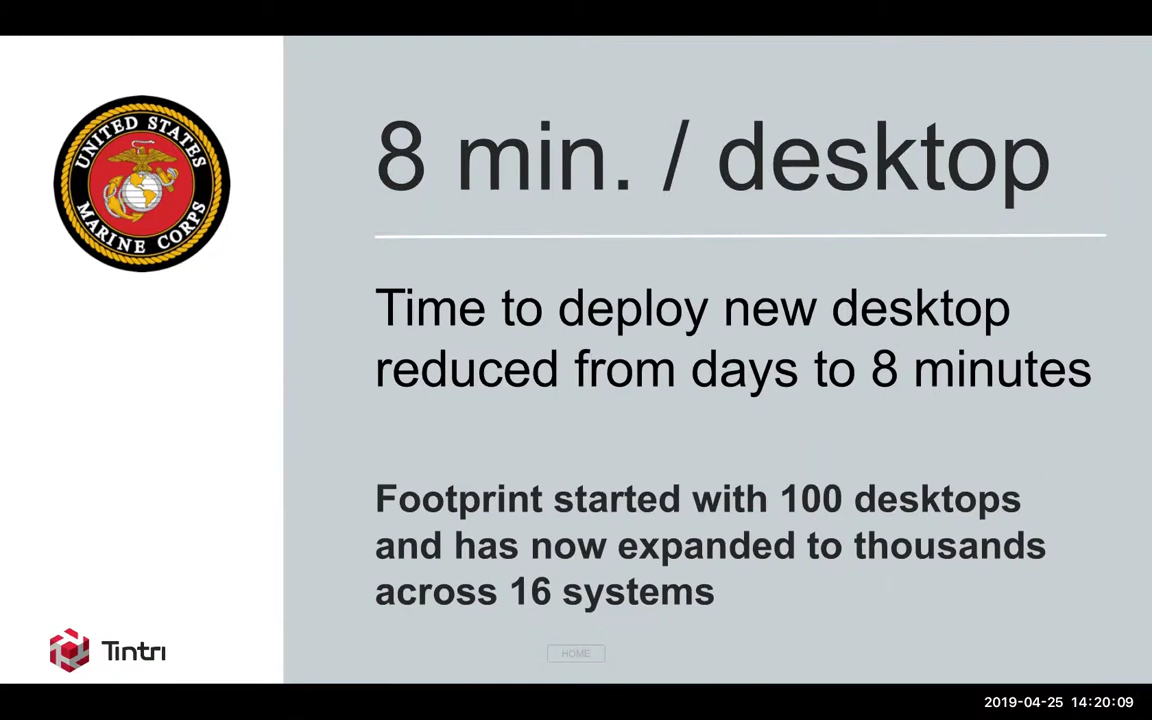 UNITED STATES
MARINE CORPS
8 min. / desktop
Time to deploy new desktop
reduced from days to 8 minutes
Footprint started with 100 desktops
and has now expanded to thousands
across 16 systems
Tintri
HOME
2019-04-25 14:20:09